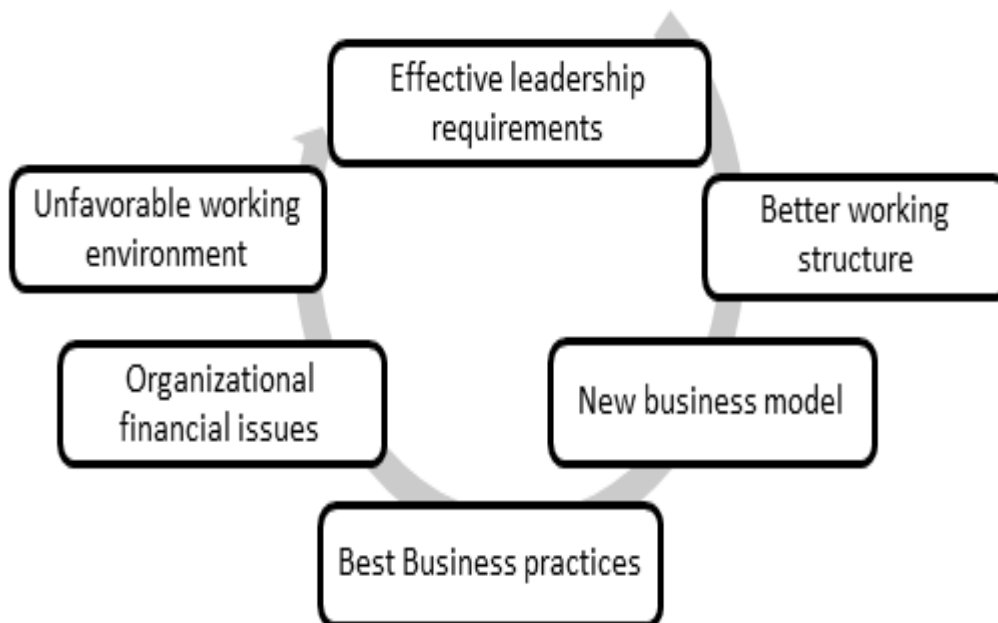 Effective leadership
requirements
Better working
structure
New business model
Best Business practices
Organizational
financial issues
Unfavorable working
environment